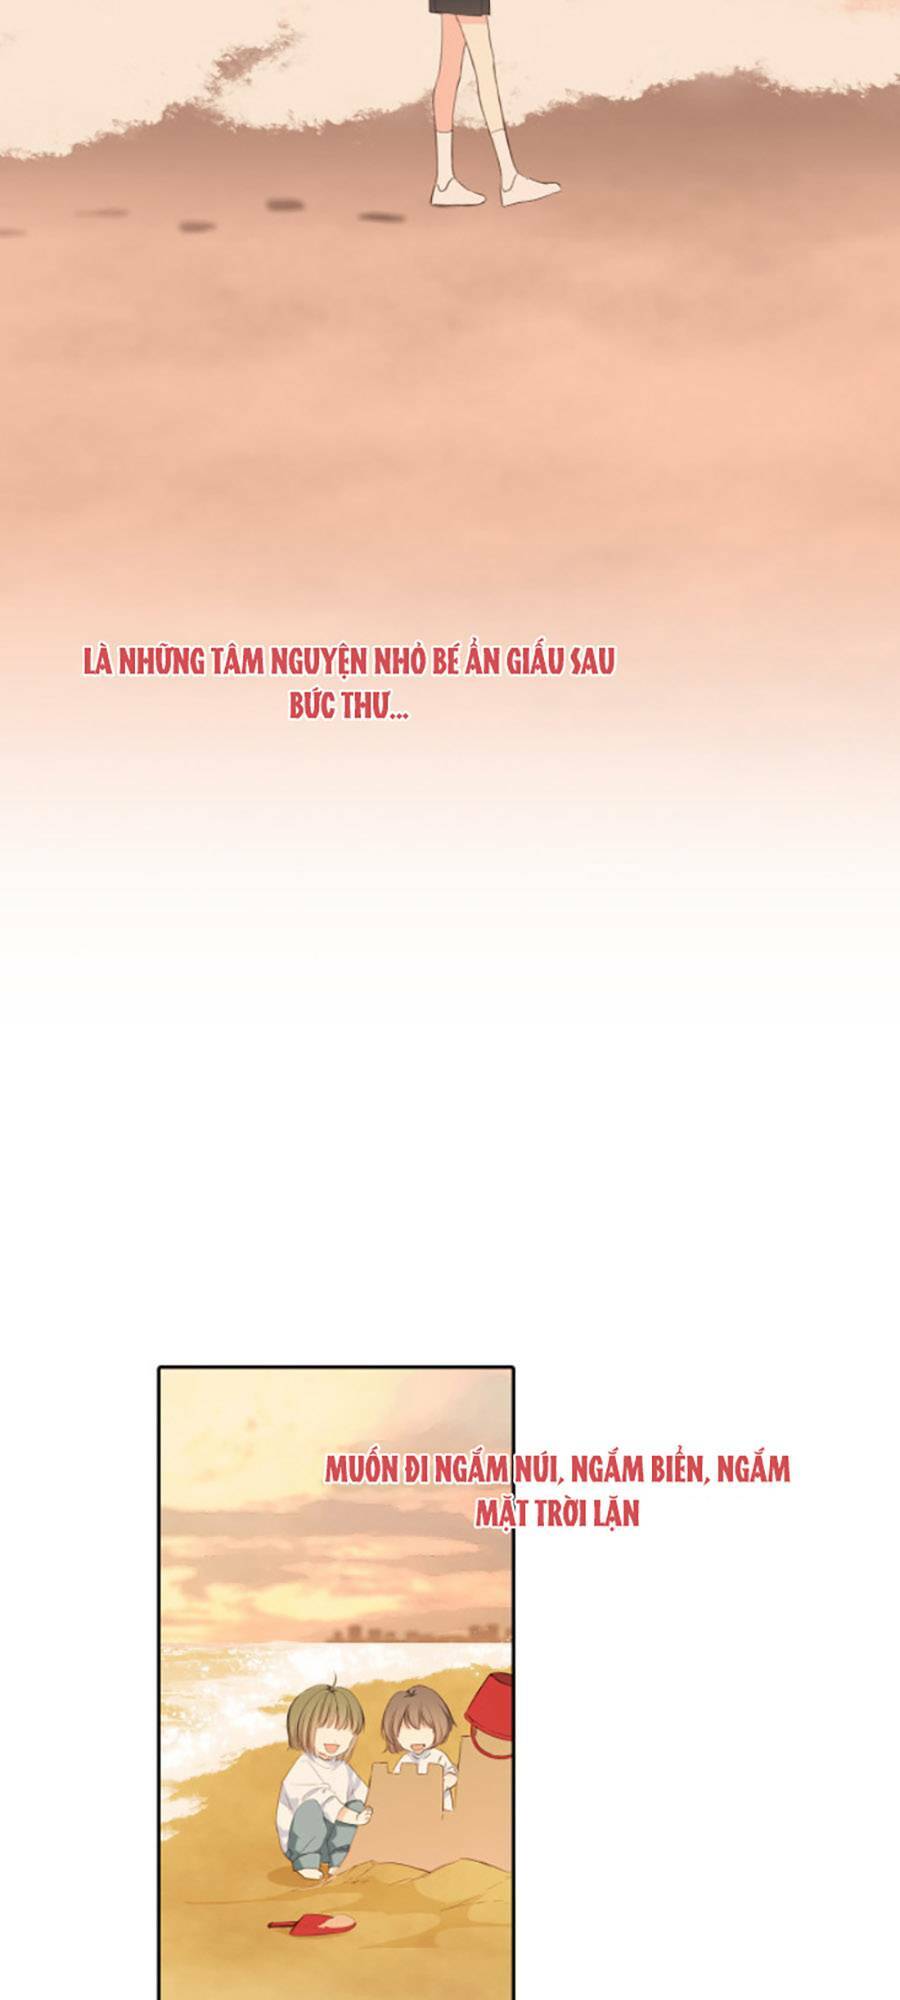 LÀ NHỮNG TÂM NGUYỆN NHỎ BÉ ẨN GIẤU SAU
BỨC THƯ...
MUỐN ĐI NGẮM NÚI, NGẮM BIỂN, NGẮM
MẶT TRỜI LẶN